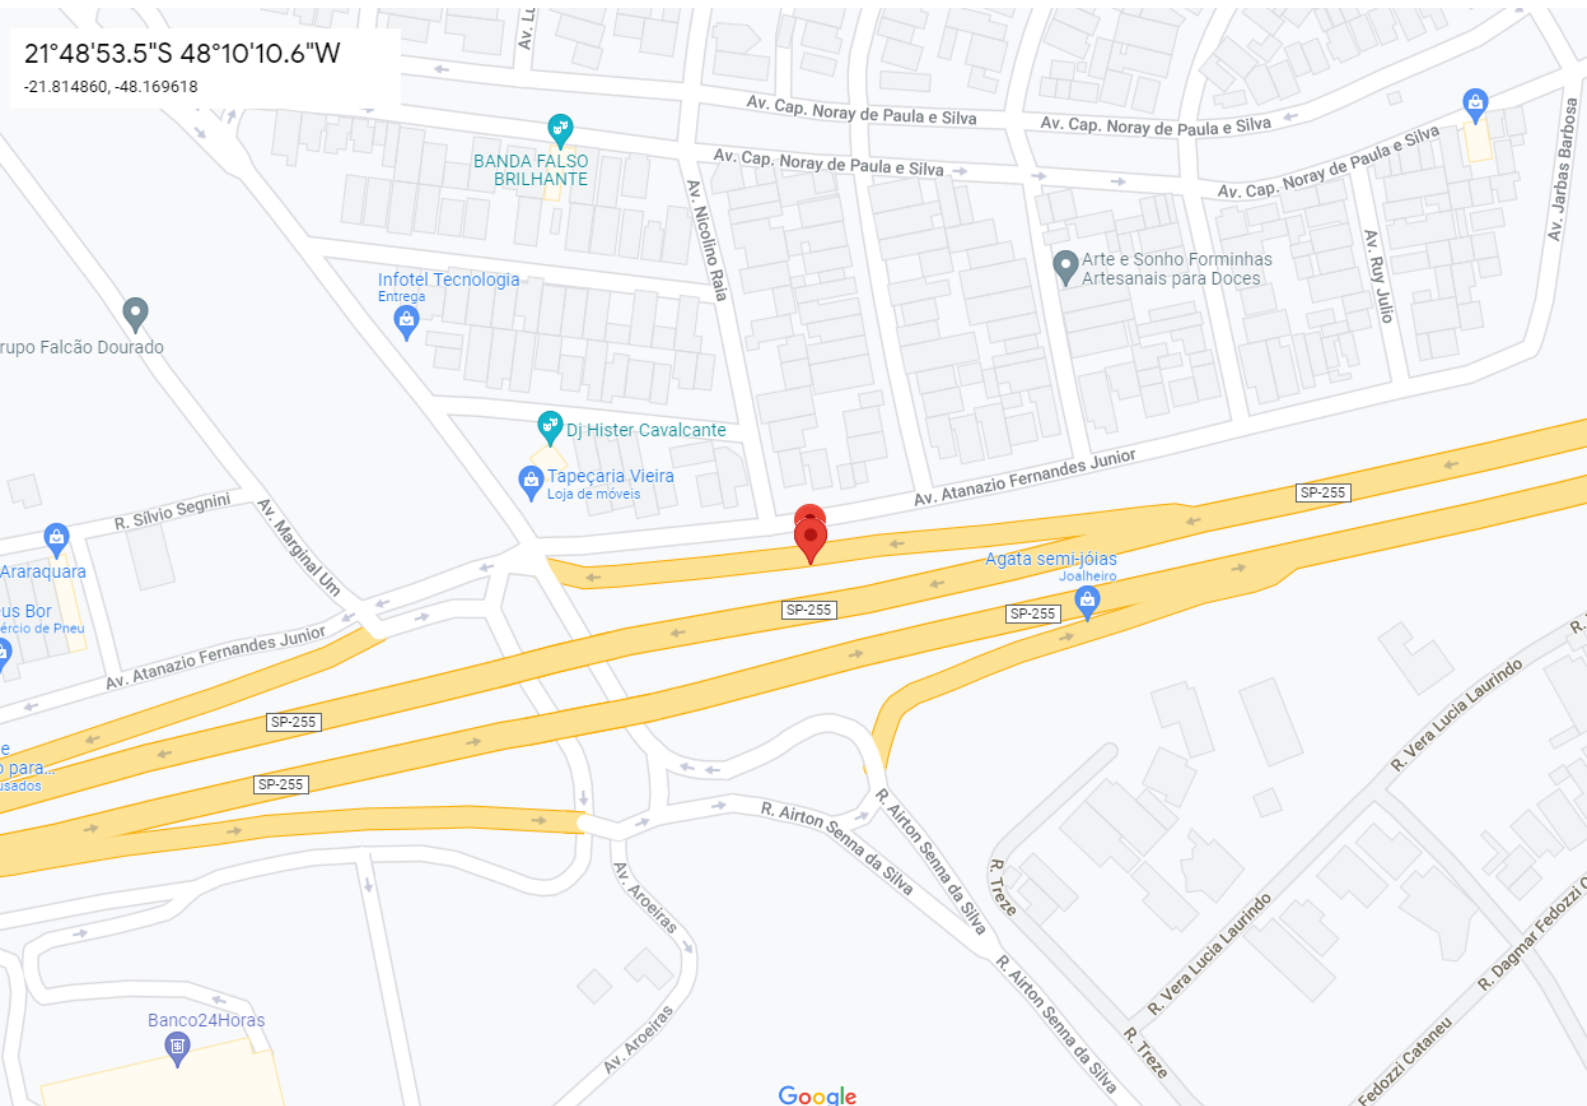 21°48'53.5"S 48°10'10.6"W
-21.814860, -48.169618
Av. Lu
Av. Cap. Noray de Paula e Silva
Av. Cap. Noray de Paula e Silva
Av. Cap. Noray de Paula e Silva
Av. Cap. Noray de Paula e Silva
Av. Jarbas Barbosa
BANDA FALSO
BRILHANTE
Av. Nicolino Raia
Av. Ruy Julio
Arte e Sonho Forminhas
Artesanais para Doces
Infotel Tecnologia
Entrega
rupo Falcão Dourado
Dj Hister Cavalcante
Tapeçaria Vieira
Loja de móveis
Av. Atanazio Fernandes Junior
SP-255
R. Silvio Segnini
Av. Marginal Um
Araraquara
Agata semi-jóias
Joalheiro
SP-255
SP-255
us Bor
ércio de Pneu
Av. Atanazio Fernandes Junior
R.
SP-255
R. Vera Lucia Laurindo
e
o para...
usados
SP-255
R. Airton Senna da Silva
R. Airton Senna da Silva
Av. Aroeiras
R. Treze
R. Vera Lucia Laurindo
R. Dagmar Fedozzi C
R. Airton Senna da Silva
Banco24Horas
Av. Aroeiras
R. Treze
Fedozzi Cataneu
Google